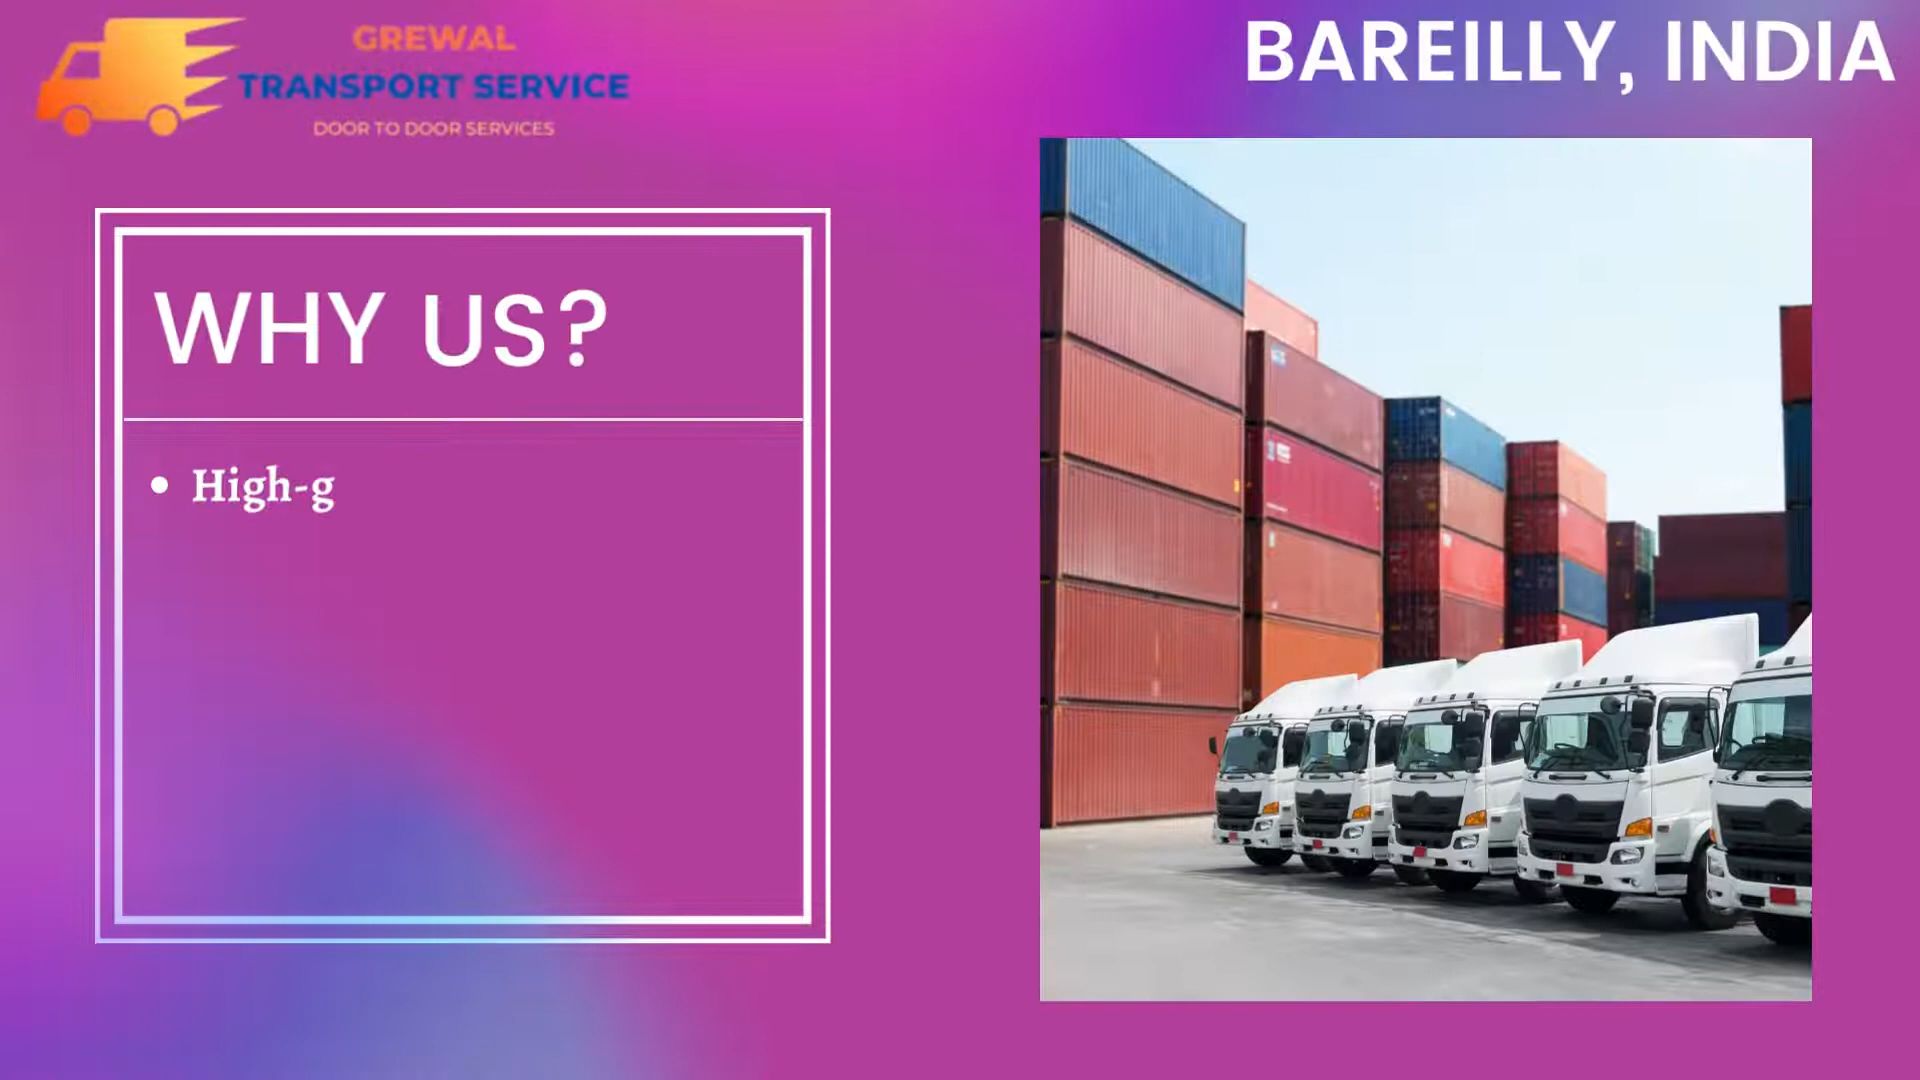 GREWAL
TRANSPORT SERVICE
DOOR TO DOOR SERVICES
BAREILLY, INDIA
WHY US?
• High-g